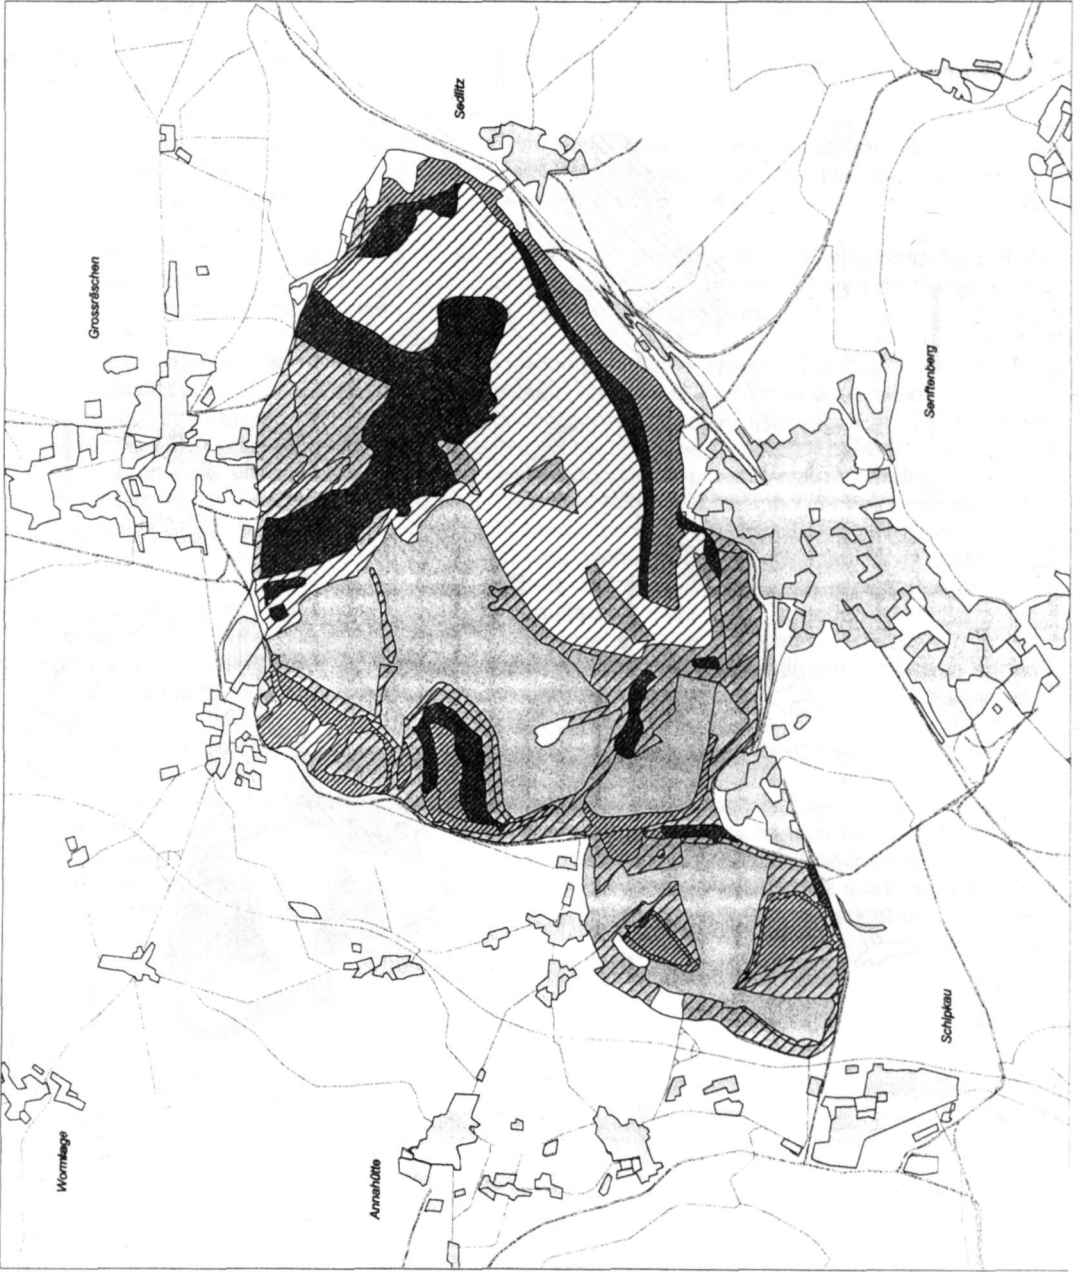 Sedlitz
Grossräschen
Senftenberg
Schipkau
Wormlage
Annahütte